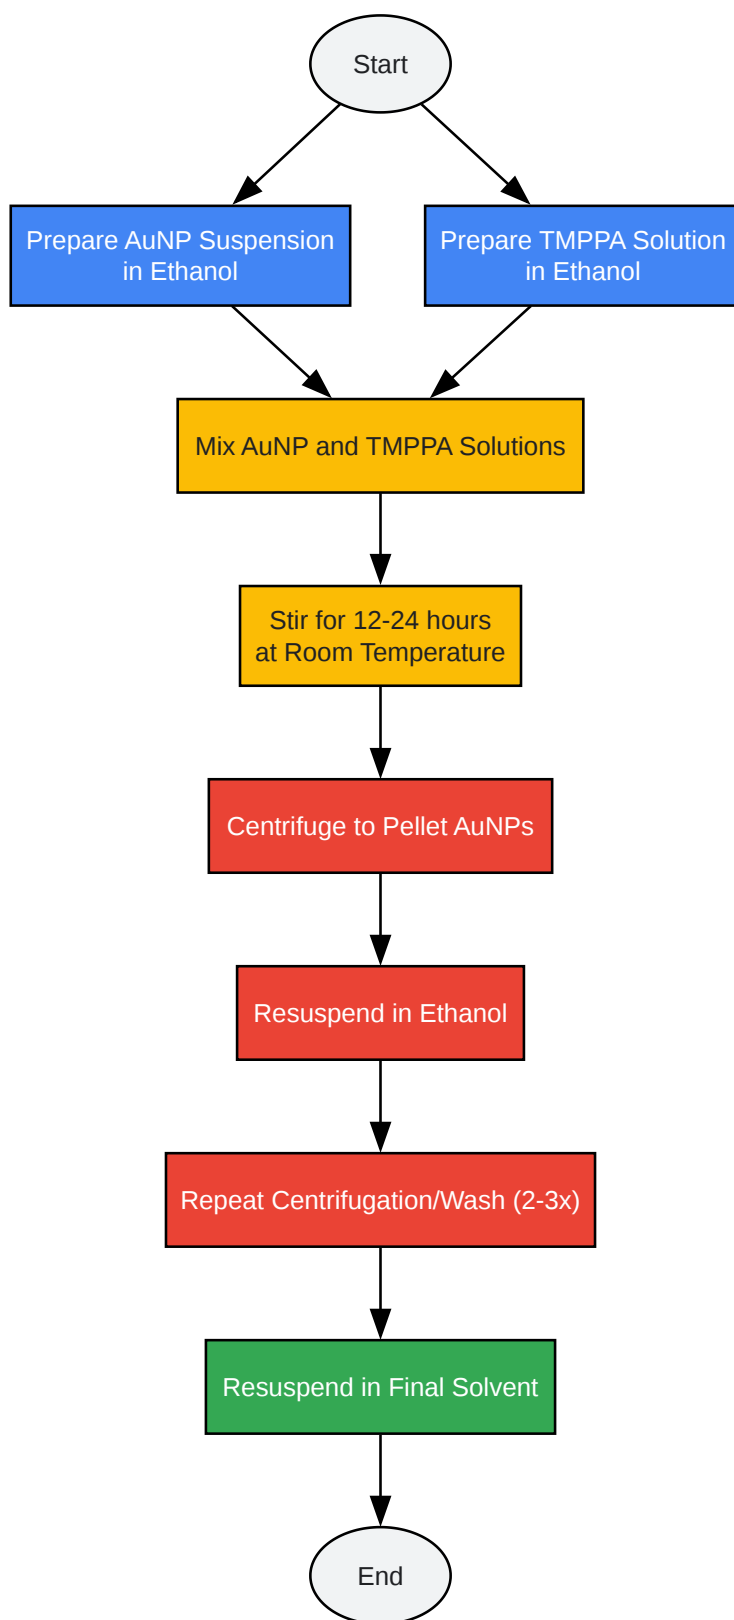 Start
Prepare AuNP Suspension
in Ethanol
Prepare TMPPA Solution
in Ethanol
Mix AuNP and TMPPA Solutions
Stir for 12-24 hours
at Room Temperature
Centrifuge to Pellet AuNPs
Resuspend in Ethanol
Repeat Centrifugation/Wash (2-3x)
Resuspend in Final Solvent
End